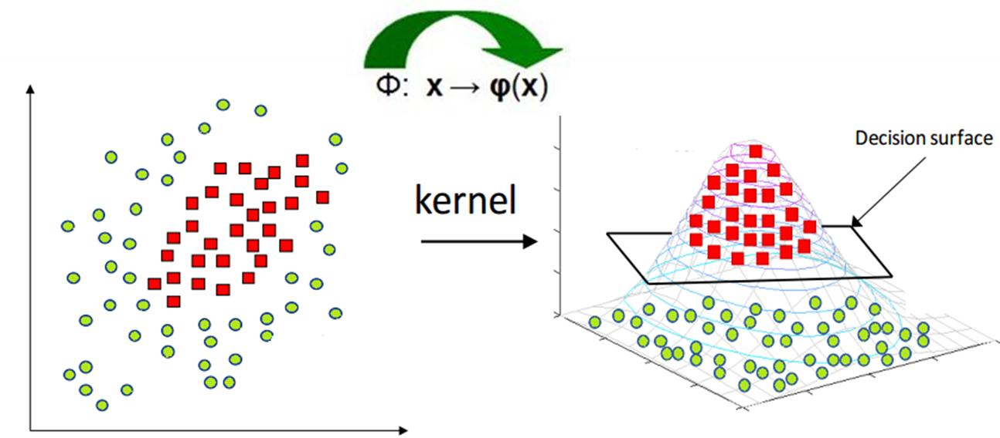 Φ: x → φ(x)
kernel
Decision surface